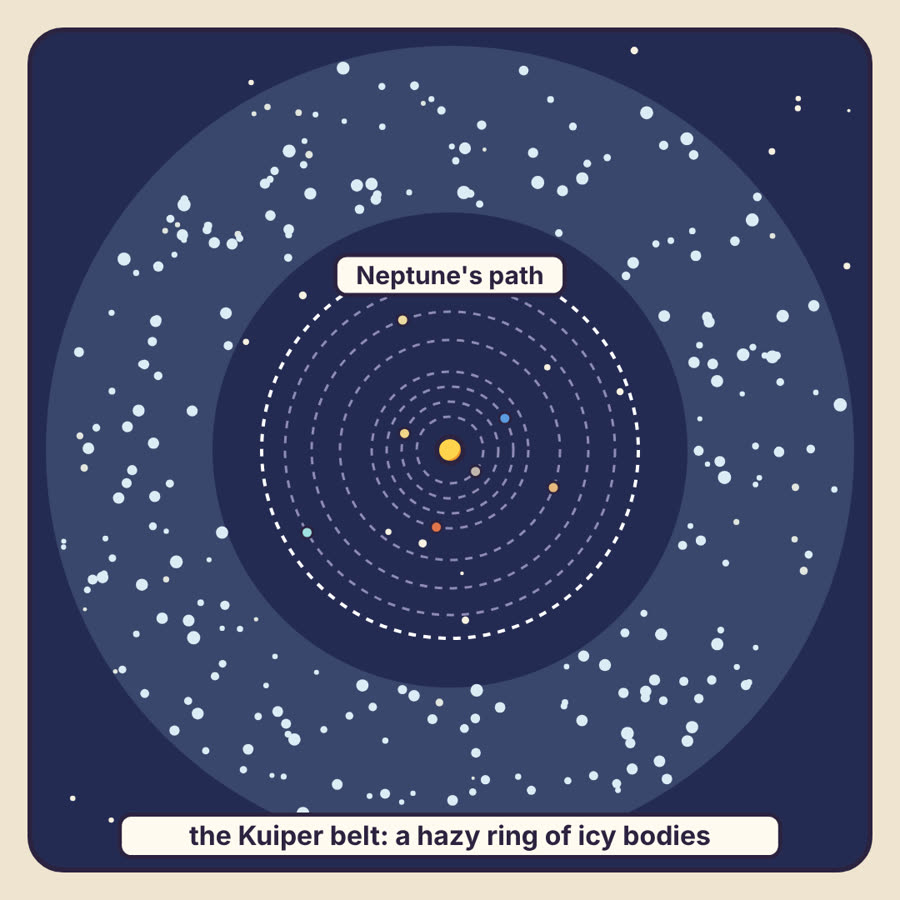 Neptune's path
the Kuiper belt: a hazy ring of icy bodies